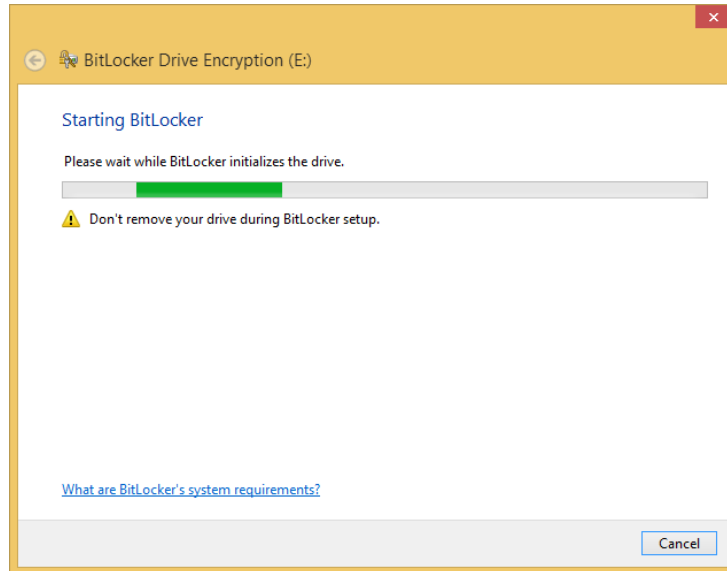 BitLocker Drive Encryption (E:)
Starting BitLocker
Please wait while BitLocker initializes the drive.
Don't remove your drive during BitLocker setup.
What are BitLocker's system requirements?
Cancel